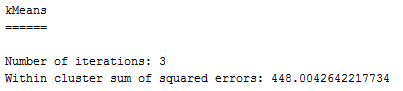 kMeans
======
Number of iterations: 3
Within cluster sum of squared errors: 448.0042642217734